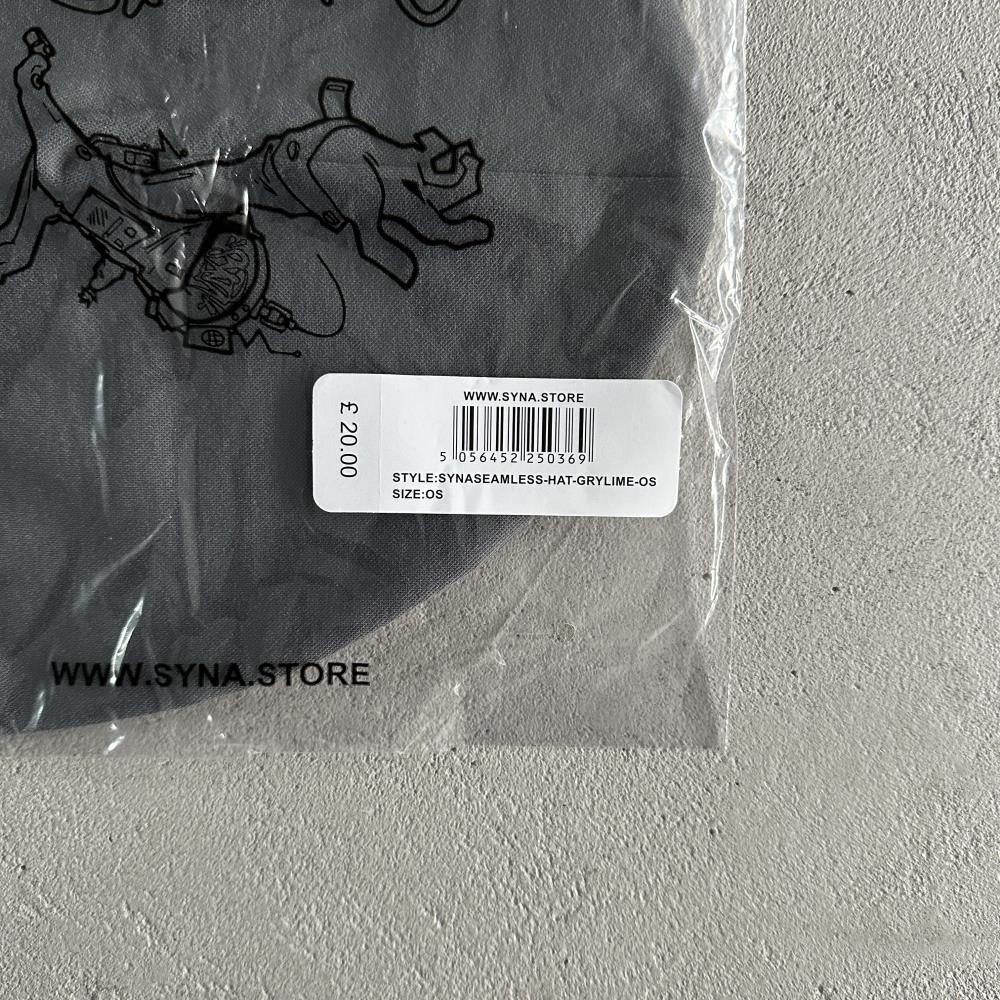 WWW.SYNA.STORE
5 056452 250369
STYLE:SYNASEAMLESS-HAT-GRYLIME-OS
SIZE:OS
£ 20.00
WWW.SYNA.STORE